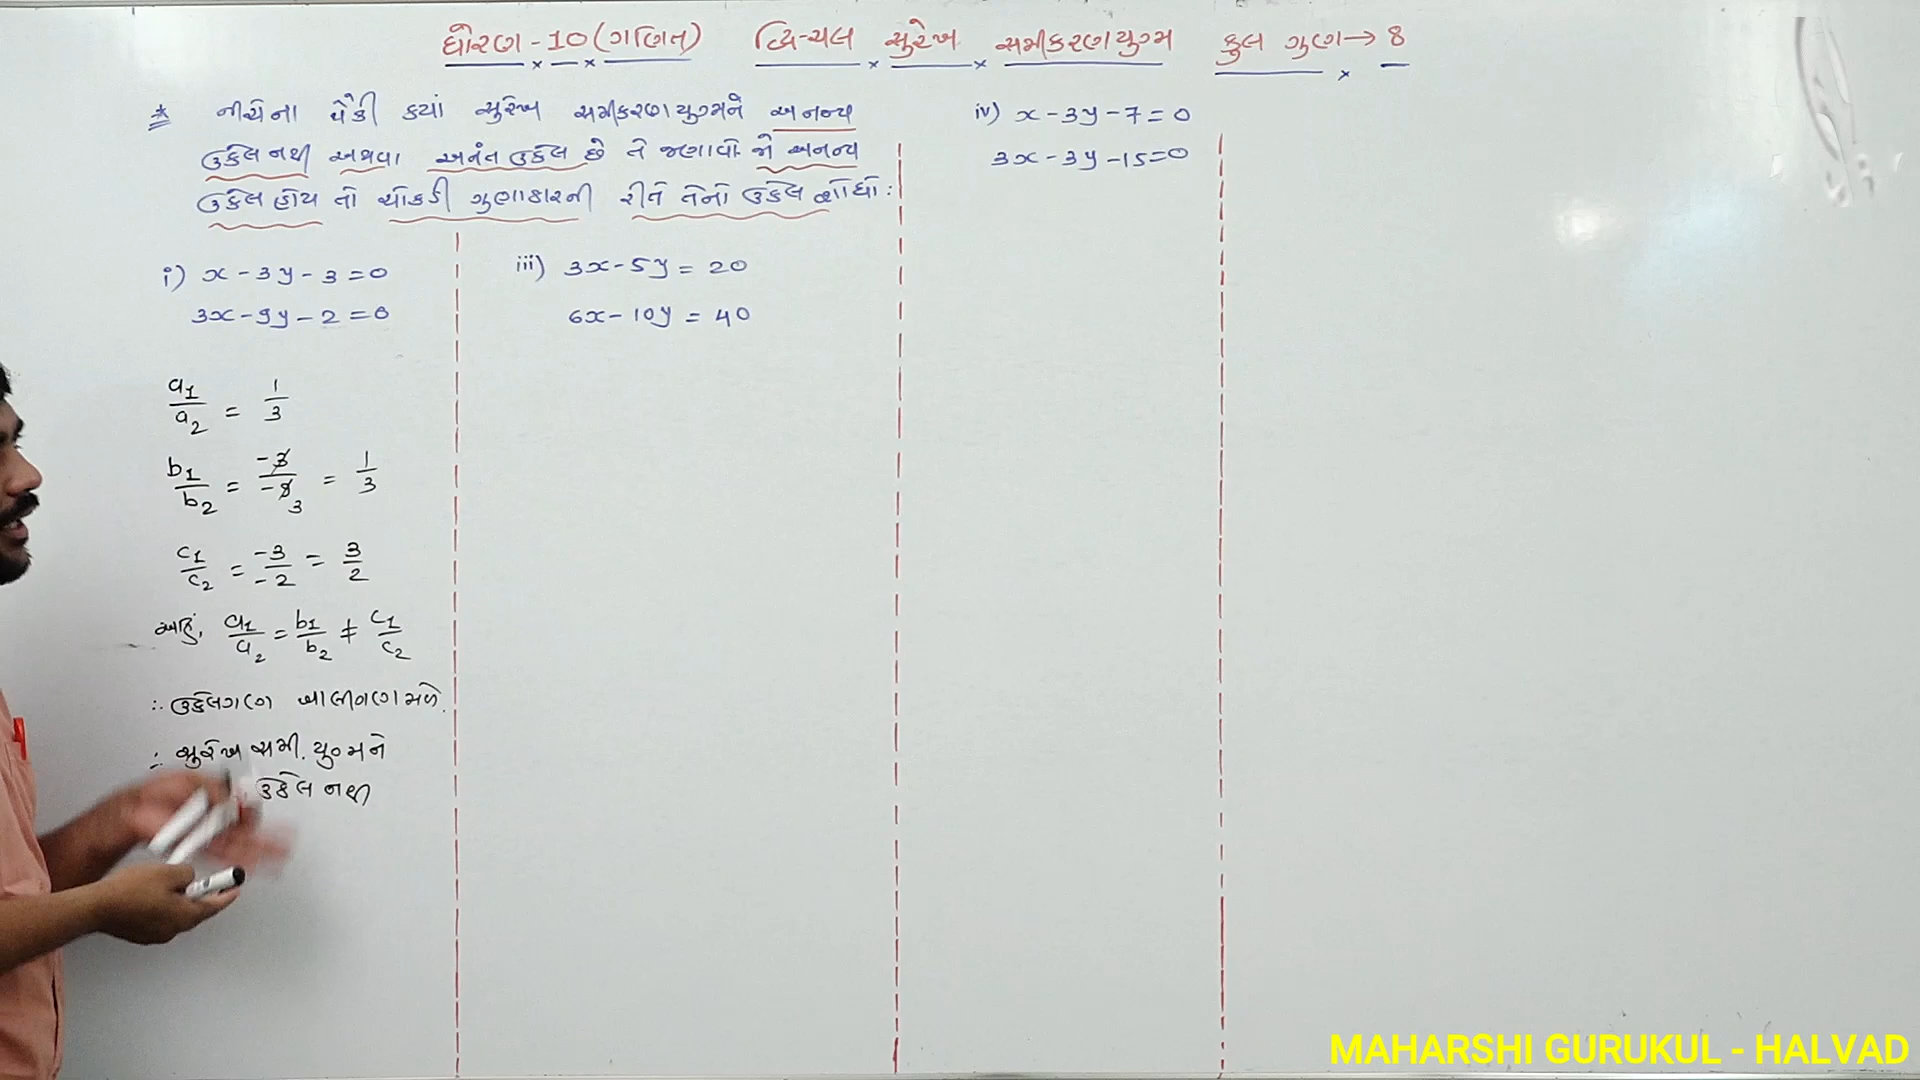 ધોરણ - 10 (ગણિત) દ્વિ-ચલ સુરેખ સમીકરણયુગ્મ કુલ ગુણ → 8
* નીચેના પૈકી કયાં સુરેખ સમીકરણયુગ્મને અનન્ય
ઉકેલ નથી અથવા અનંત ઉકેલ છે તે જણાવો. જો અનન્ય
ઉકેલ હોય તો ચોકડી ગુણાકારની રીતે તેનો ઉકેલ શોધો :
i) x - 3y - 3 = 0
3x - 9y - 2 = 0
a1/a2 = 1/3
b1/b2 = -3/-9 3 = 1/3
c1/c2 = -3/-2 = 3/2
અહીં, a1/a2 = b1/b2 ≠ c1/c2
∴ ઉકેલગણ ખાલીગણ મળે.
∴ સુરેખ સમી. યુગ્મને
ઉકેલ નથી
iii) 3x - 5y = 20
6x - 10y = 40
iv) x - 3y - 7 = 0
3x - 3y - 15 = 0
MAHARSHI GURUKUL - HALVAD